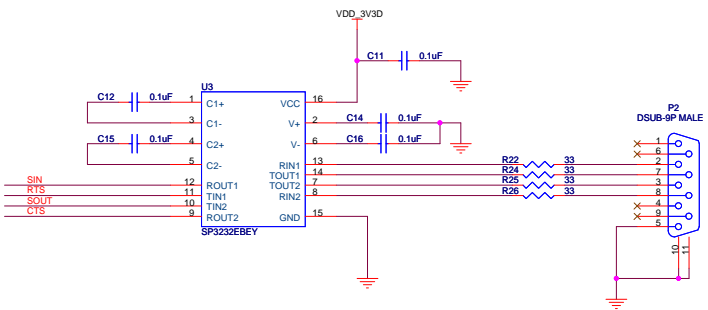 VDD_3V3D
C11 0.1uF
U3
C12 0.1uF
1 C1+ VCC 16
P2
DSUB-9P MALE
3 C1- V+ 2 C14 0.1uF
C15 0.1uF
4 C2+ V- 6 C16 0.1uF
1
6
5 C2- RIN1 13 R22 33 2
TOUT1 14 R24 33 7
SIN 12 ROUT1 TOUT2 7 R25 33 3
RTS 11 TIN1 RIN2 8 R26 33 8
SOUT 10 TIN2 4
CTS 9 ROUT2 GND 15 9
5
SP3232EBEY
10
11